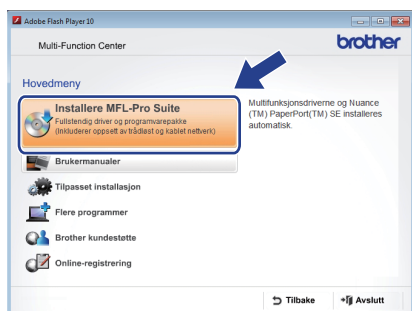 Adobe Flash Player 10
Multi-Function Center
brother
Hovedmeny
Installere MFL-Pro Suite
Fullstendig driver og programvarepakke
(Inkluderer oppsett av trådløst og kablet nettverk)
Multifunksjonsdriverne og Nuance
(TM) PaperPort(TM) SE installeres
automatisk.
Brukermanualer
Tilpasset installasjon
Flere programmer
Brother kundestøtte
Online-registrering
Tilbake
Avslutt